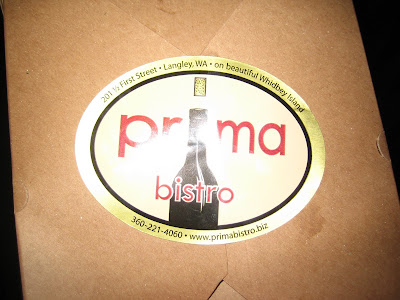 201 ½ First Street • Langley, WA • on beautiful Whidbey Island
prima
bistro
360-221-4060 • www.primabistro.biz